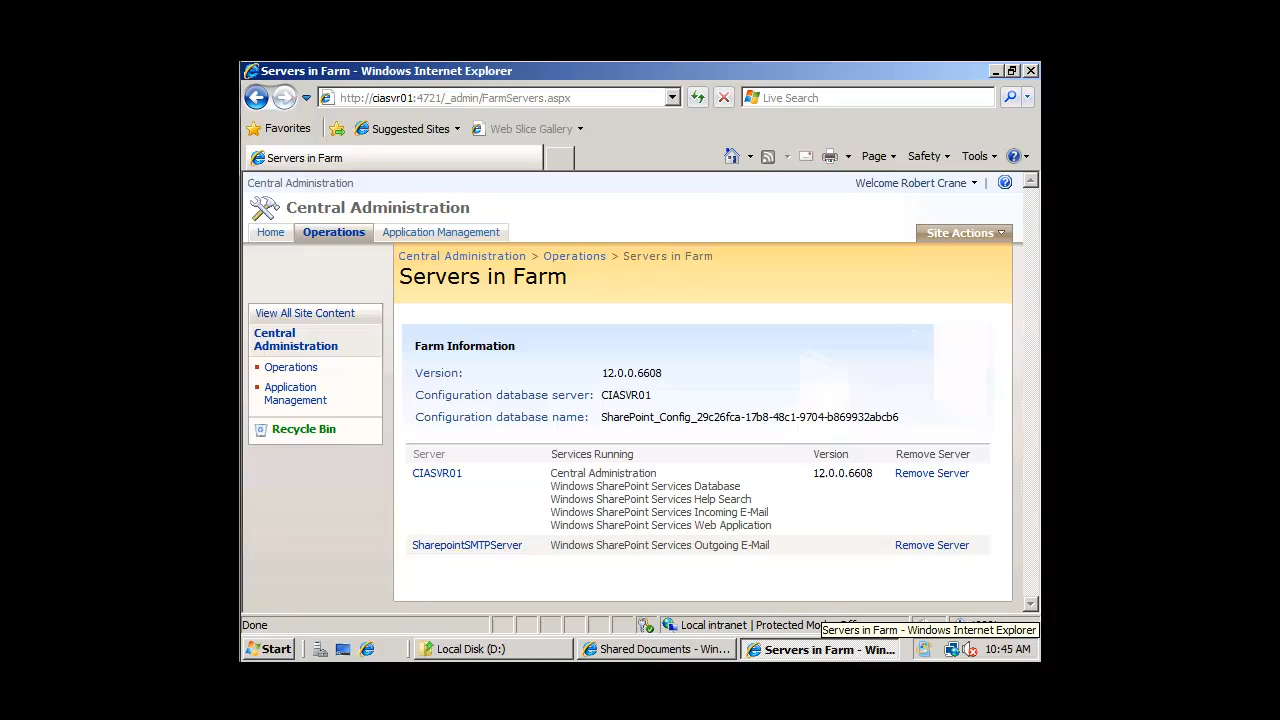 Servers in Farm - Windows Internet Explorer
http://ciasvr01:4721/_admin/FarmServers.aspx
Live Search
Favorites
Suggested Sites
Web Slice Gallery
Servers in Farm
Page
Safety
Tools
Central Administration
Welcome Robert Crane
Central Administration
Home
Operations
Application Management
Site Actions
Central Administration > Operations > Servers in Farm
Servers in Farm
View All Site Content
Central
Administration
Operations
Application
Management
Recycle Bin
Farm Information
Version: 12.0.0.6608
Configuration database server: CIASVR01
Configuration database name: SharePoint_Config_29c26fca-17b8-48c1-9704-b869932abcb6
Server Services Running Version Remove Server
CIASVR01 Central Administration 12.0.0.6608 Remove Server
Windows SharePoint Services Database
Windows SharePoint Services Help Search
Windows SharePoint Services Incoming E-Mail
Windows SharePoint Services Web Application
SharepointSMTPServer Windows SharePoint Services Outgoing E-Mail Remove Server
Done
Local intranet | Protected Mo
Servers in Farm - Windows Internet Explorer
Start
Local Disk (D:)
Shared Documents - Win...
Servers in Farm - Win...
10:45 AM